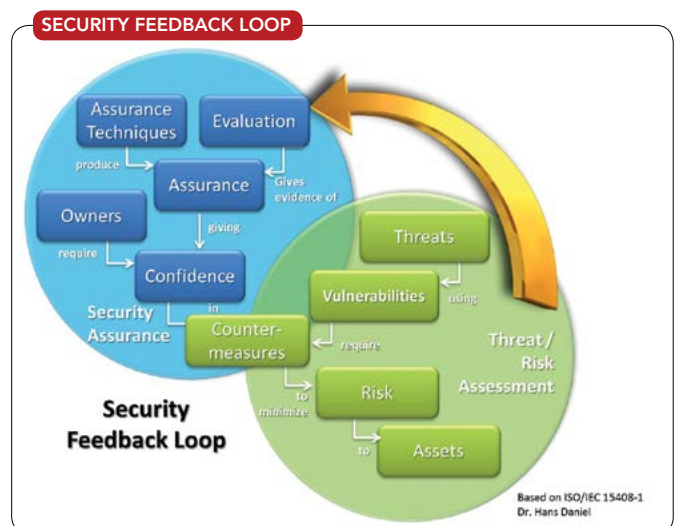 SECURITY FEEDBACK LOOP
Assurance
Techniques
Evaluation
produce
Assurance
Gives
evidence of
Owners
giving
require
Confidence
in
Security
Assurance
Threats
Vulnerabilities
using
Counter-
measures
require
Threat /
Risk
Assessment
to
minimize
Risk
to
Assets
Security
Feedback Loop
Based on ISO/IEC 15408-1
Dr. Hans Daniel